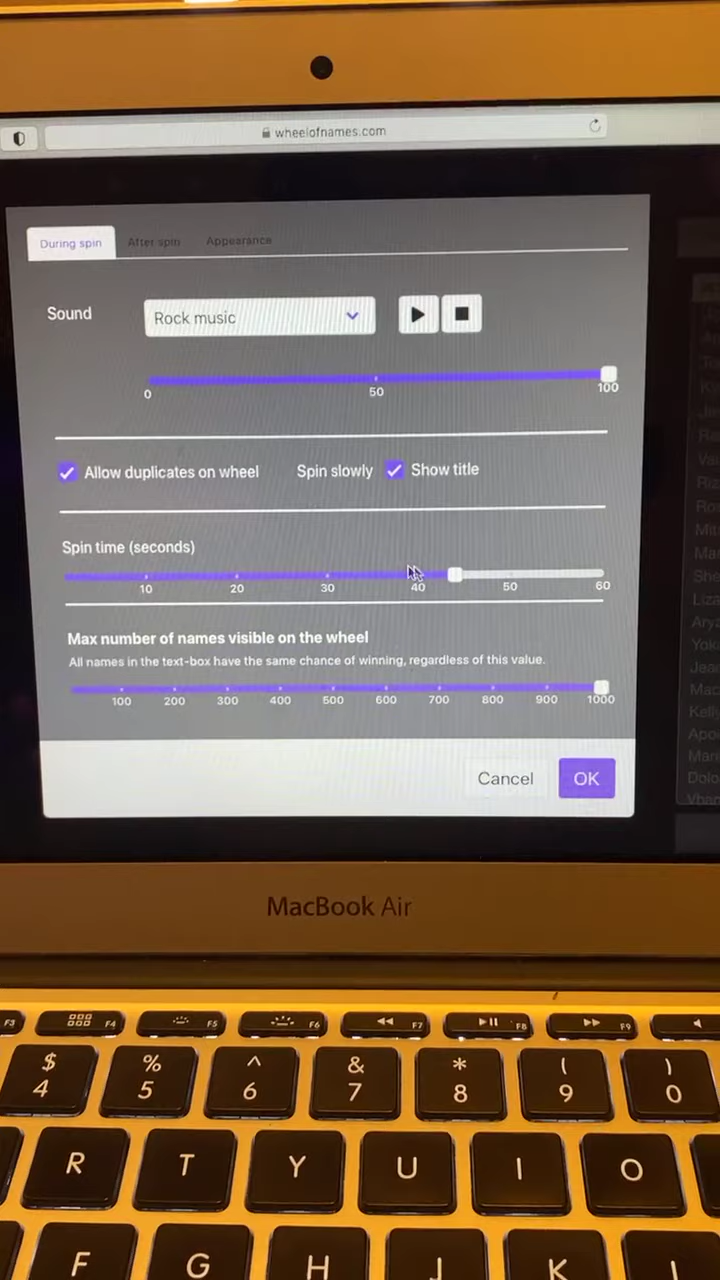 wheelofnames.com
During spin After spin Appearance
Sound Rock music
0 50 100
Allow duplicates on wheel Spin slowly Show title
Spin time (seconds)
10 20 30 40 50 60
Max number of names visible on the wheel
All names in the text-box have the same chance of winning, regardless of this value.
100 200 300 400 500 600 700 800 900 1000
Cancel OK
Liza
Kelly
MacBook Air
F3 F4 F5 F6 F7 F8 F9
$ % ^ & * ( )
4 5 6 7 8 9 0
R T Y U I O
F G H J K L